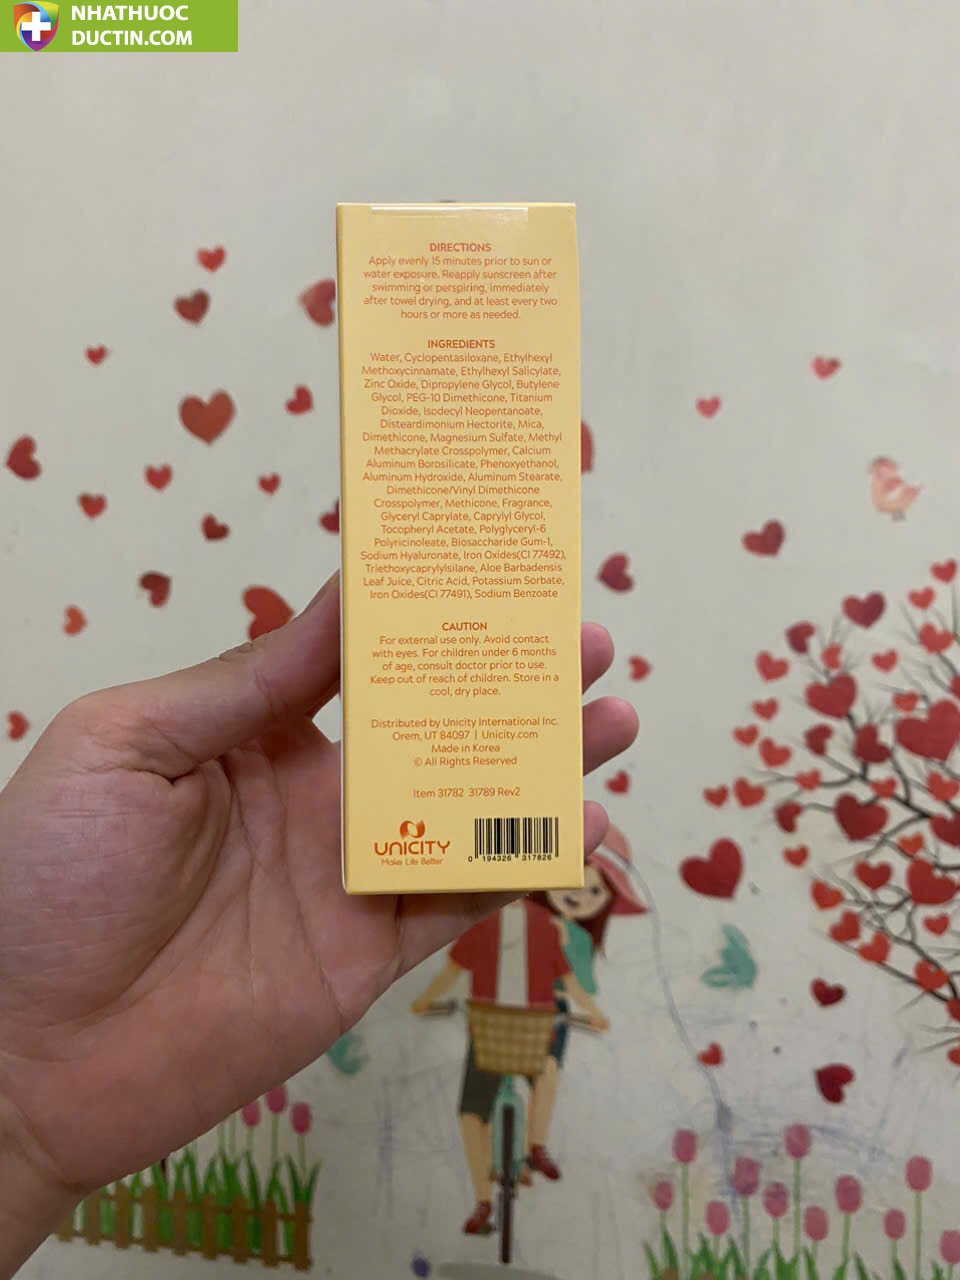 NHATHUOC
DUCTIN.COM
DIRECTIONS
Apply evenly 15 minutes prior to sun or
water exposure. Reapply sunscreen after
swimming or perspiring, immediately
after towel drying, and at least every two
hours or more as needed.
INGREDIENTS
Water, Cyclopentasiloxane, Ethylhexyl
Methoxycinnamate, Ethylhexyl Salicylate,
Zinc Oxide, Dipropylene Glycol, Butylene
Glycol, PEG-10 Dimethicone, Titanium
Dioxide, Isodecyl Neopentanoate,
Disteardimonium Hectorite, Mica,
Dimethicone, Magnesium Sulfate, Methyl
Methacrylate Crosspolymer, Calcium
Aluminum Borosilicate, Phenoxyethanol,
Aluminum Hydroxide, Aluminum Stearate,
Dimethicone/Vinyl Dimethicone
Crosspolymer, Methicone, Fragrance,
Glyceryl Caprylate, Caprylyl Glycol,
Tocopheryl Acetate, Polyglyceryl-6
Polyricinoleate, Biosaccharide Gum-1,
Sodium Hyaluronate, Iron Oxides(CI 77492),
Triethoxycaprylylsilane, Aloe Barbadensis
Leaf Juice, Citric Acid, Potassium Sorbate,
Iron Oxides(CI 77491), Sodium Benzoate
CAUTION
For external use only. Avoid contact
with eyes. For children under 6 months
of age, consult doctor prior to use.
Keep out of reach of children. Store in a
cool, dry place.
Distributed by Unicity International Inc.
Orem, UT 84097 | Unicity.com
Made in Korea
© All Rights Reserved
Item 31782 31789 Rev2
UNICITY
Make Life Better
0 194326 317826